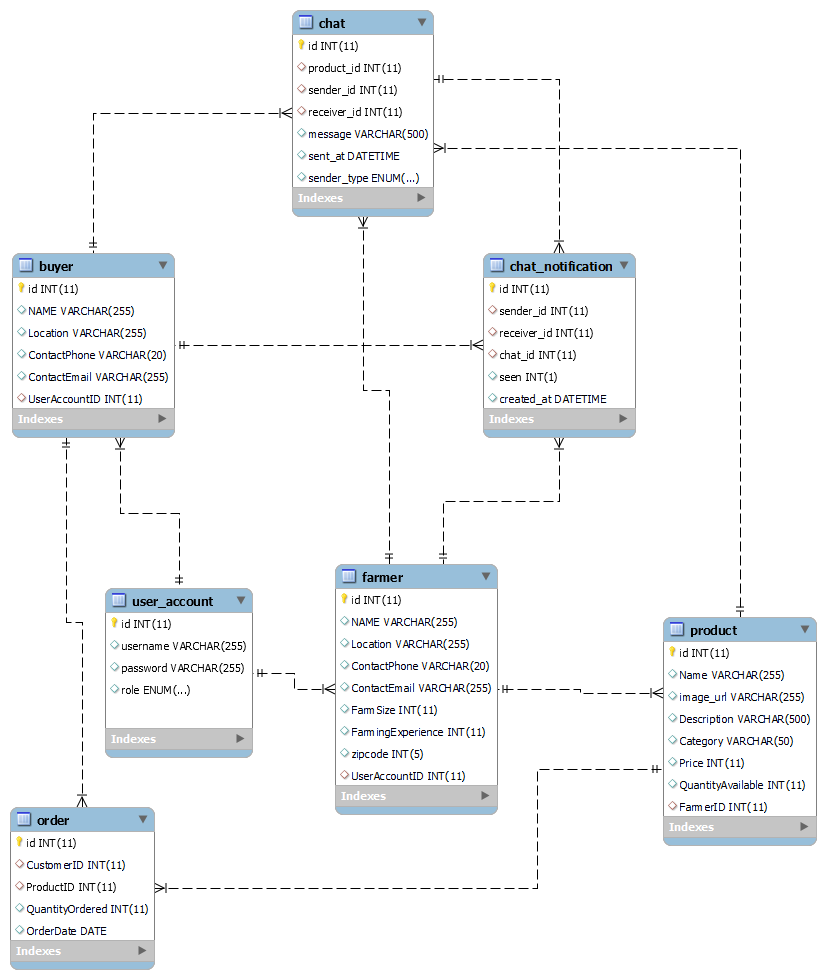 chat
id INT(11)
product_id INT(11)
sender_id INT(11)
receiver_id INT(11)
message VARCHAR(500)
sent_at DATETIME
sender_type ENUM(...)
Indexes
buyer
id INT(11)
NAME VARCHAR(255)
Location VARCHAR(255)
ContactPhone VARCHAR(20)
ContactEmail VARCHAR(255)
UserAccountID INT(11)
Indexes
chat_notification
id INT(11)
sender_id INT(11)
receiver_id INT(11)
chat_id INT(11)
seen INT(1)
created_at DATETIME
Indexes
user_account
id INT(11)
username VARCHAR(255)
password VARCHAR(255)
role ENUM(...)
Indexes
farmer
id INT(11)
NAME VARCHAR(255)
Location VARCHAR(255)
ContactPhone VARCHAR(20)
ContactEmail VARCHAR(255)
FarmSize INT(11)
FarmingExperience INT(11)
zipcode INT(5)
UserAccountID INT(11)
Indexes
product
id INT(11)
Name VARCHAR(255)
image_url VARCHAR(255)
Description VARCHAR(500)
Category VARCHAR(50)
Price INT(11)
QuantityAvailable INT(11)
FarmerID INT(11)
Indexes
order
id INT(11)
CustomerID INT(11)
ProductID INT(11)
QuantityOrdered INT(11)
OrderDate DATE
Indexes